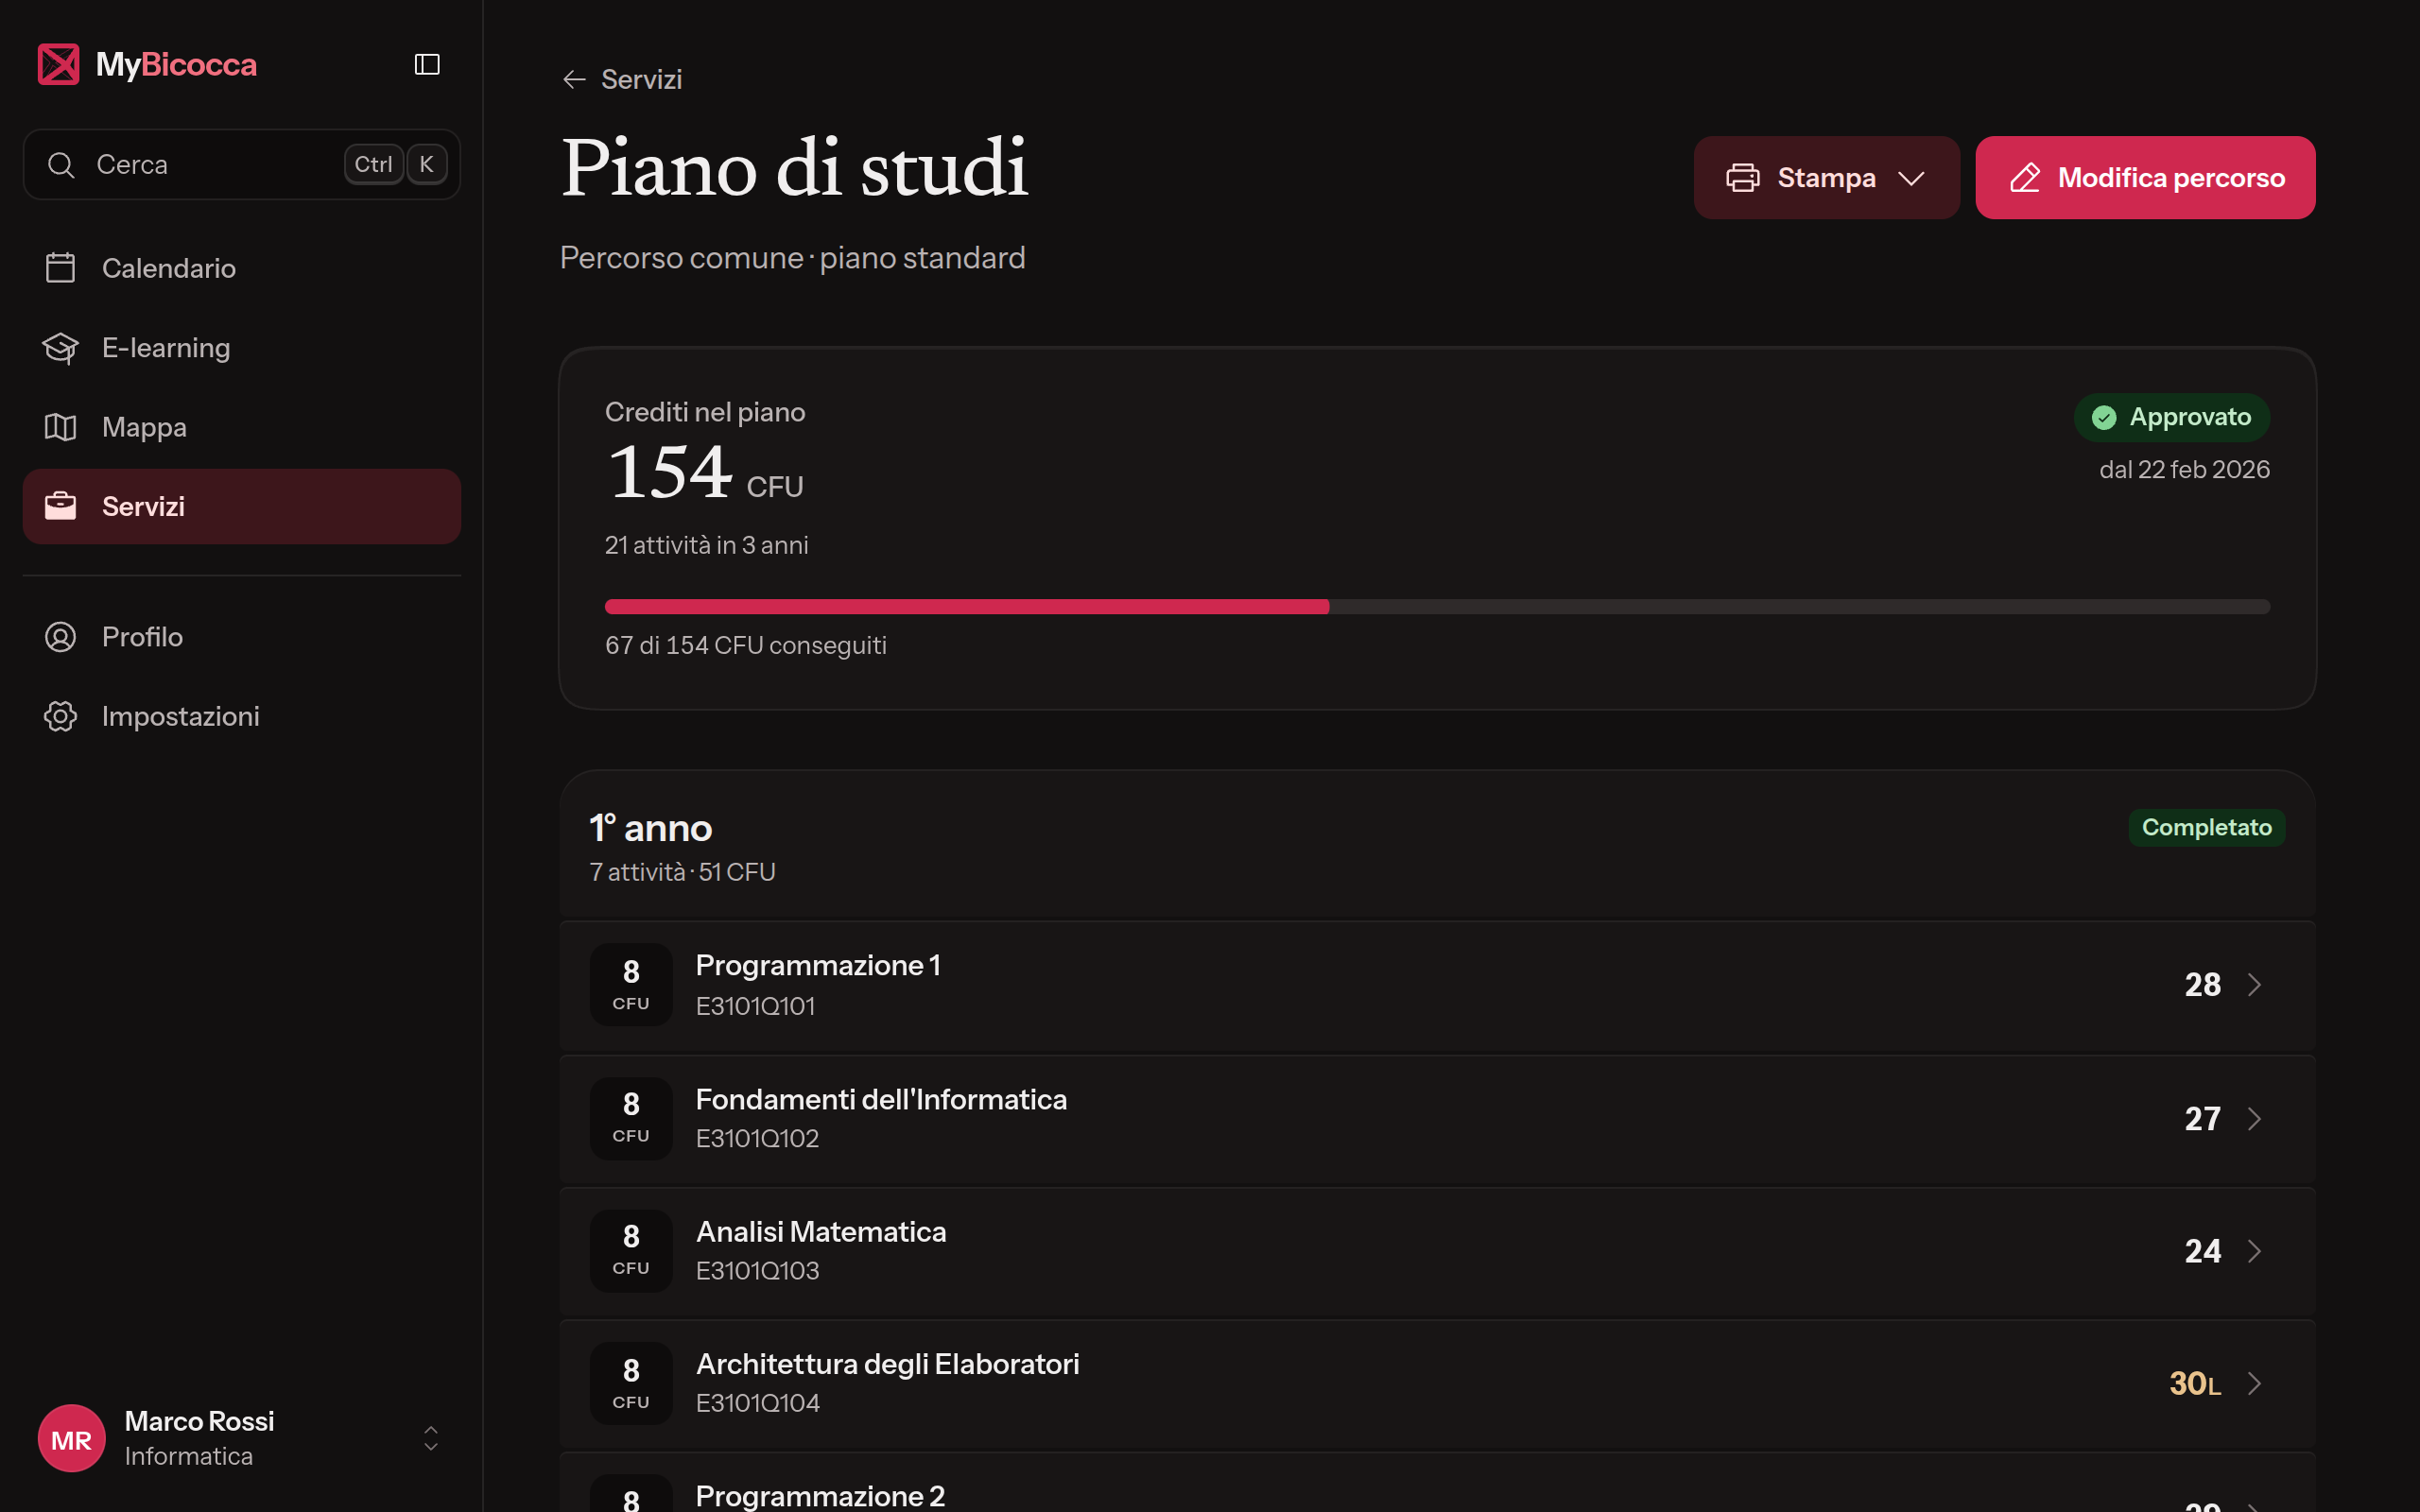 MyBicocca
Cerca
Ctrl K
Calendario
E-learning
Mappa
Servizi
Profilo
Impostazioni
MR
Marco Rossi
Informatica
Servizi
Piano di studi
Percorso comune · piano standard
Stampa
Modifica percorso
Crediti nel piano
154 CFU
21 attività in 3 anni
Approvato
dal 22 feb 2026
67 di 154 CFU conseguiti
1° anno
7 attività · 51 CFU
Completato
8 CFU
Programmazione 1
E3101Q101
28
8 CFU
Fondamenti dell'Informatica
E3101Q102
27
8 CFU
Analisi Matematica
E3101Q103
24
8 CFU
Architettura degli Elaboratori
E3101Q104
30L
8
Programmazione 2